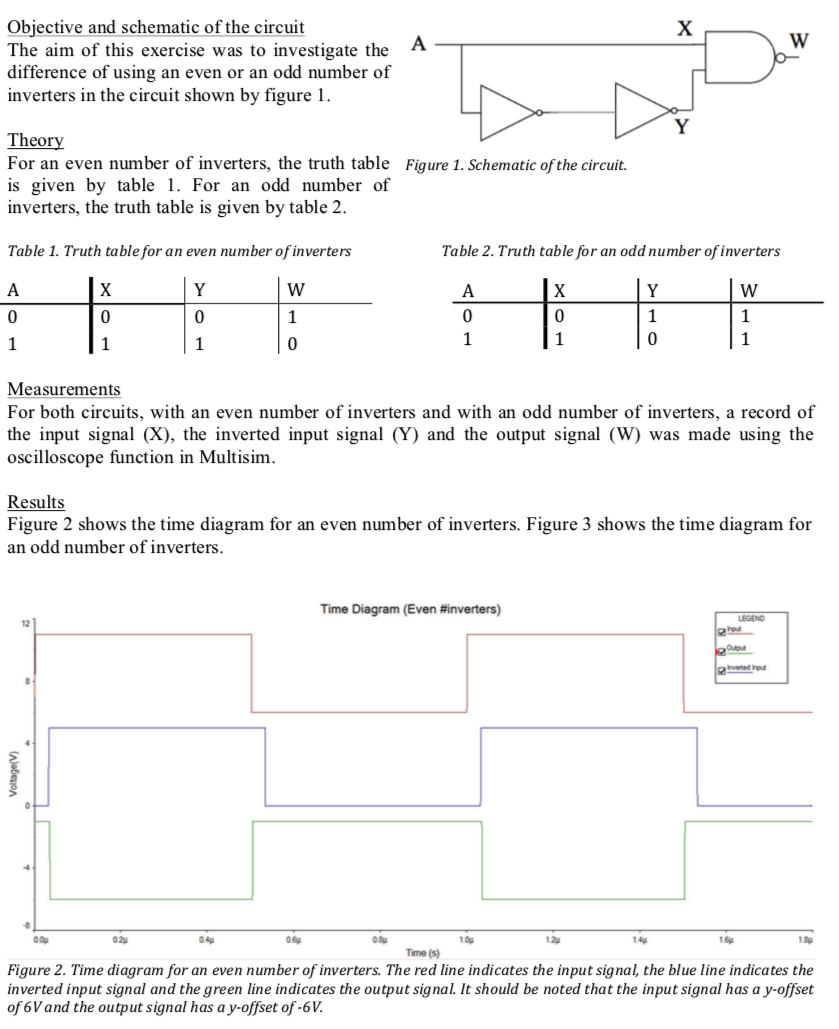 Objective and schematic of the circuit
The aim of this exercise was to investigate the
difference of using an even or an odd number of
inverters in the circuit shown by figure 1.
A
X
W
Y
Figure 1. Schematic of the circuit.
Theory
For an even number of inverters, the truth table
is given by table 1. For an odd number of
inverters, the truth table is given by table 2.
Table 1. Truth table for an even number of inverters
A X Y W
0 0 0 1
1 1 1 0
Table 2. Truth table for an odd number of inverters
A X Y W
0 0 1 1
1 1 0 1
Measurements
For both circuits, with an even number of inverters and with an odd number of inverters, a record of
the input signal (X), the inverted input signal (Y) and the output signal (W) was made using the
oscilloscope function in Multisim.
Results
Figure 2 shows the time diagram for an even number of inverters. Figure 3 shows the time diagram for
an odd number of inverters.
Time Diagram (Even #inverters)
LEGEND
Input
Output
Inverted Input
Voltage(V)
12
8
4
0
-4
-8
0.0µ 0.2µ 0.4µ 0.6µ 0.8µ 1.0µ 1.2µ 1.4µ 1.6µ 1.8µ
Time (s)
Figure 2. Time diagram for an even number of inverters. The red line indicates the input signal, the blue line indicates the
inverted input signal and the green line indicates the output signal. It should be noted that the input signal has a y-offset
of 6V and the output signal has a y-offset of -6V.